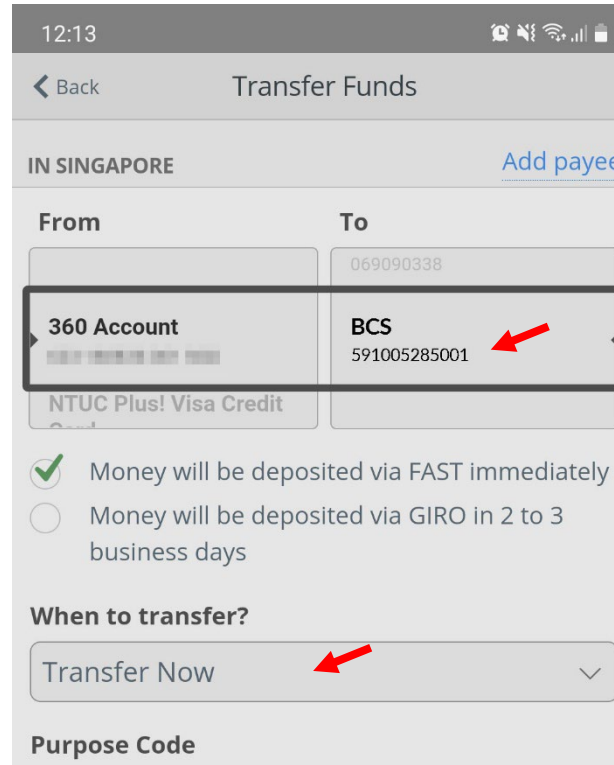 12:13
Back
Transfer Funds
IN SINGAPORE
Add payee
From
To
069090338
360 Account
BCS
591005285001
NTUC Plus! Visa Credit
Money will be deposited via FAST immediately
Money will be deposited via GIRO in 2 to 3
business days
When to transfer?
Transfer Now
Purpose Code